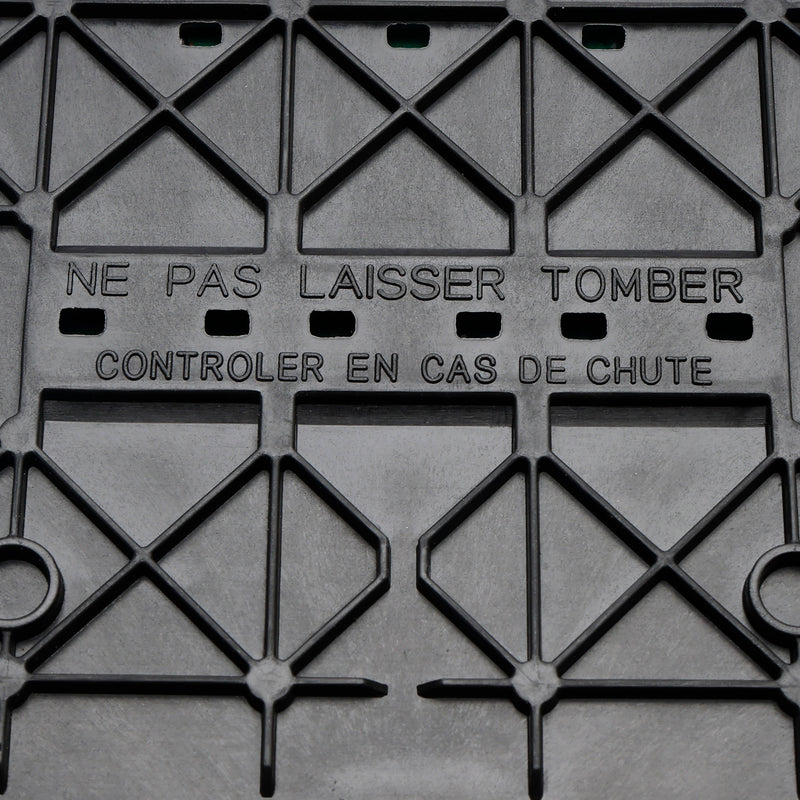 NE PAS LAISSER TOMBER
CONTROLER EN CAS DE CHUTE